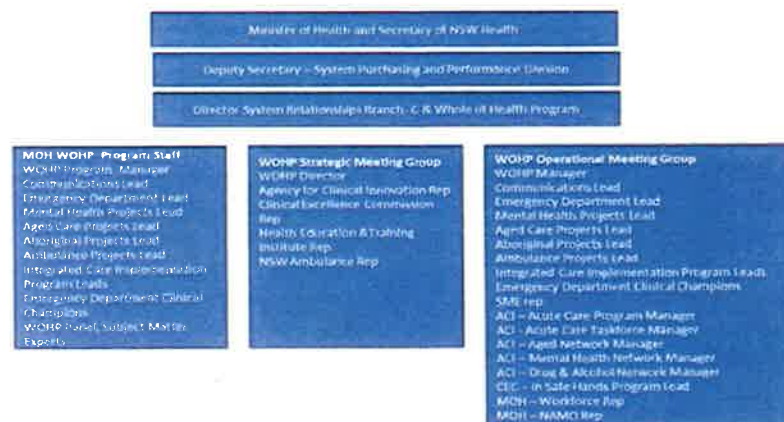 Minister of Health and Secretary of NSW Health
Deputy Secretary – System Purchasing and Performance Division
Director System Relationships Branch- C & Whole of Health Program
MOH WOHP Program Staff
WOHP Program Manager
Communications Lead
Emergency Department Lead
Mental Health Projects Lead
Aged Care Projects Lead
Aboriginal Projects Lead
Ambulance Projects Lead
Integrated Care Implementation
Program Leads
Emergency Department Clinical
Champions
WOHP Panel, Subject Matter
Experts
WOHP Strategic Meeting Group
WOHP Director
Agency for Clinical Innovation Rep
Clinical Excellence Commission
Rep
Health Education & Training
Institute Rep
NSW Ambulance Rep
WOHP Operational Meeting Group
WOHP Manager
Communications Lead
Emergency Department Lead
Mental Health Projects Lead
Aged Care Projects Lead
Aboriginal Projects Lead
Ambulance Projects Lead
Integrated Care Implementation Program Leads
Emergency Department Clinical Champions
SME rep
ACI – Acute Care Program Manager
ACI - Acute Care Taskforce Manager
ACI – Aged Network Manager
ACI – Mental Health Network Manager
ACI – Drug & Alcohol Network Manager
CEC – In Safe Hands Program Lead
MOH – Workforce Rep
MOH – NAMO Rep